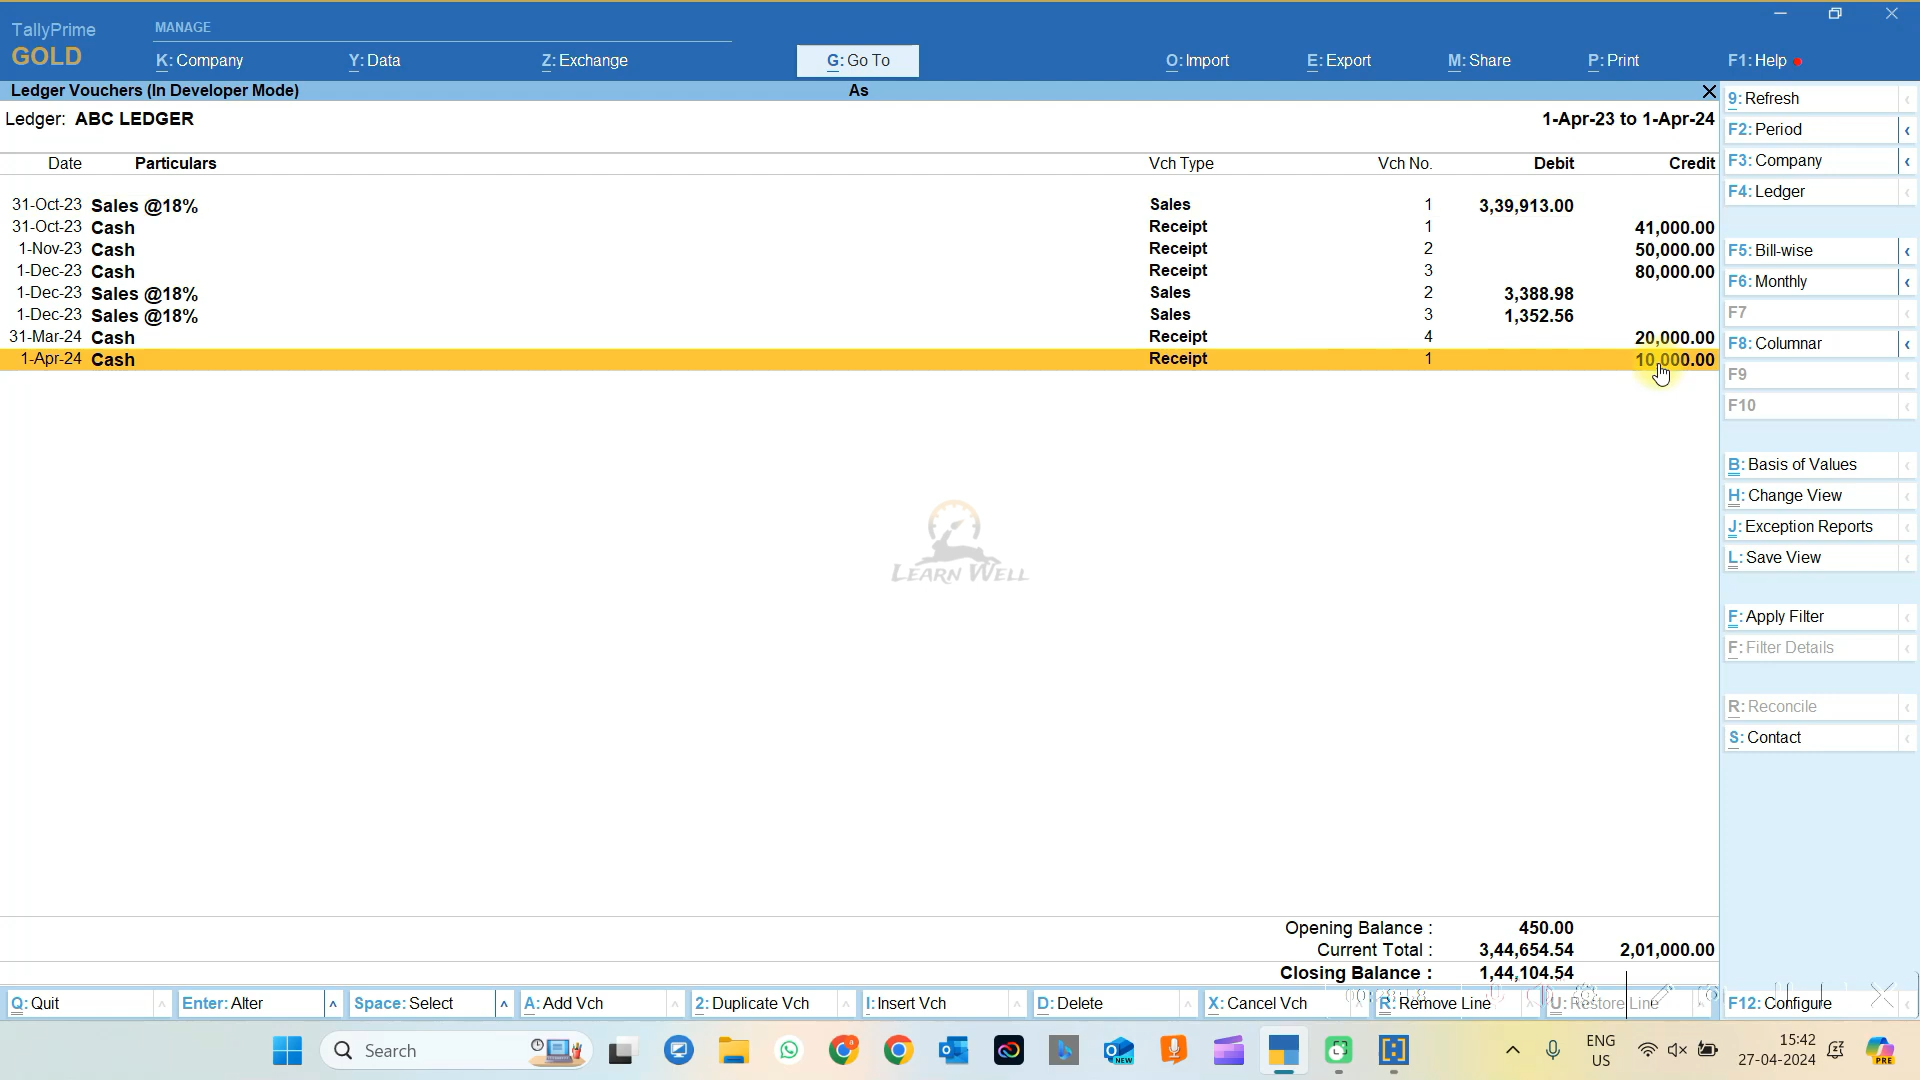 TallyPrime
GOLD
MANAGE
K: Company
Y: Data
Z: Exchange
G: Go To
O: Import
E: Export
M: Share
P: Print
F1: Help
Ledger Vouchers (In Developer Mode)
As
Ledger: ABC LEDGER
1-Apr-23 to 1-Apr-24
Date Particulars Vch Type Vch No. Debit Credit
31-Oct-23 Sales @18% Sales 1 3,39,913.00
31-Oct-23 Cash Receipt 1 41,000.00
1-Nov-23 Cash Receipt 2 50,000.00
1-Dec-23 Cash Receipt 3 80,000.00
1-Dec-23 Sales @18% Sales 2 3,388.98
1-Dec-23 Sales @18% Sales 3 1,352.56
31-Mar-24 Cash Receipt 4 20,000.00
1-Apr-24 Cash Receipt 1 10,000.00
LEARN WELL
Opening Balance : 450.00
Current Total : 3,44,654.54 2,01,000.00
Closing Balance : 1,44,104.54
9: Refresh
F2: Period
F3: Company
F4: Ledger
F5: Bill-wise
F6: Monthly
F7
F8: Columnar
F9
F10
B: Basis of Values
H: Change View
J: Exception Reports
L: Save View
F: Apply Filter
F: Filter Details
R: Reconcile
S: Contact
F12: Configure
Q: Quit
Enter: Alter
Space: Select
A: Add Vch
2: Duplicate Vch
I: Insert Vch
D: Delete
X: Cancel Vch
R: Remove Line
U: Restore Line
Search
NEW
ENG
US
15:42
27-04-2024
PRE